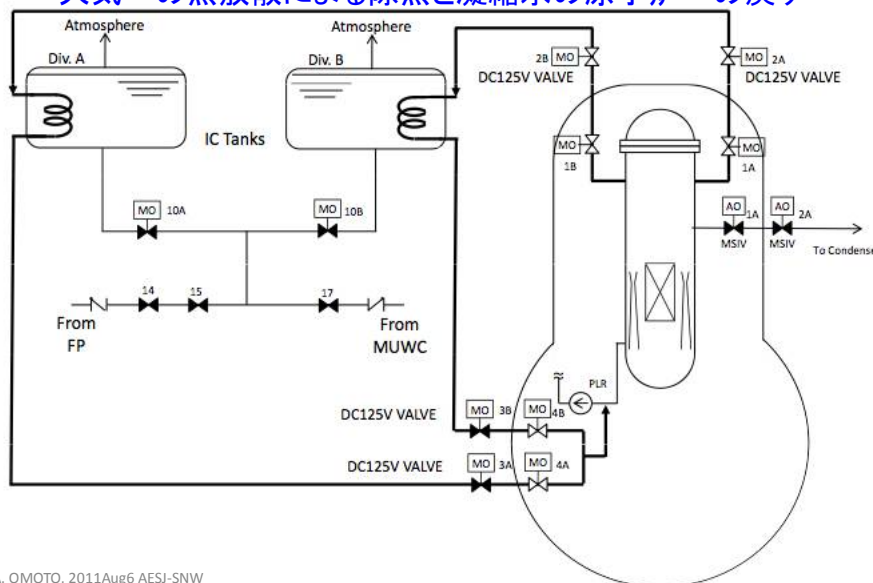 Atmosphere
Atmosphere
Div. A
Div. B
2B MO
MO 2A
DC125V VALVE
DC125V VALVE
IC Tanks
MO
1B
MO
1A
MO 10A
MO 10B
AO 1A
AO 2A
MSIV
MSIV
To Condense
14
15
17
From
FP
From
MUWC
PLR
DC125V VALVE
MO 3B
MO 4B
DC125V VALVE
MO 3A
MO 4A
OMOTO, 2011Aug6 AESJ-SNW